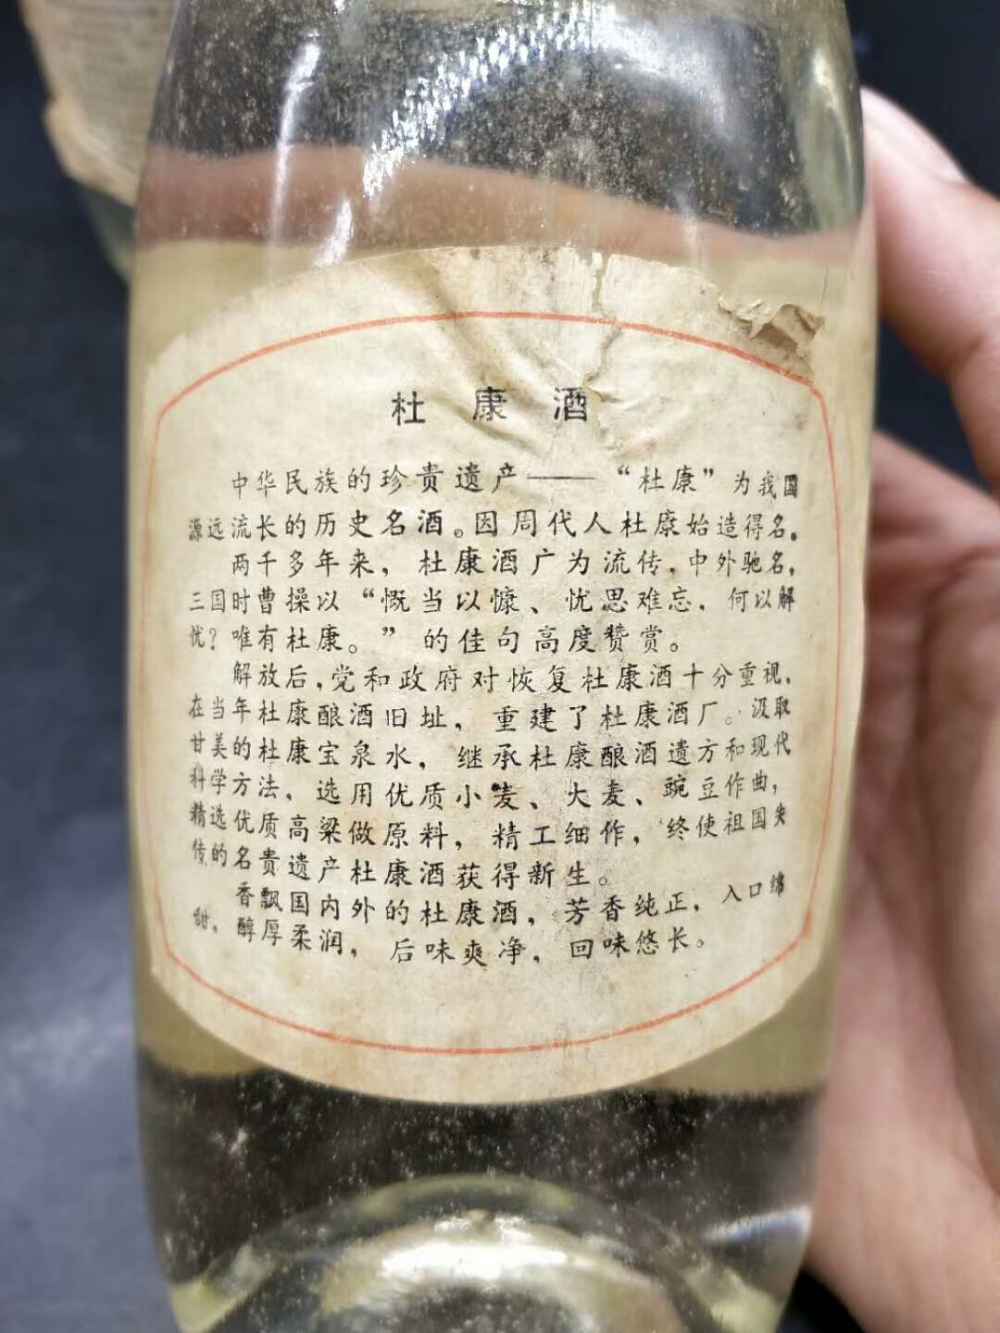 杜康酒
中华民族的珍贵遗产——“杜康”为我国
源远流长的历史名酒。因周代人杜康始造得名。
两千多年来，杜康酒广为流传，中外驰名，
三国时曹操以“慨当以慷、忧思难忘，何以解
忧？唯有杜康。”的佳句高度赞赏。
解放后，党和政府对恢复杜康酒十分重视，
在当年杜康酿酒旧址，重建了杜康酒厂。汲取
甘美的杜康宝泉水，继承杜康酿酒遗方和现代
科学方法，选用优质小麦、大麦、豌豆作曲，
精选优质高粱做原料，精工细作，终使祖国失
传的名贵遗产杜康酒获得新生。
香飘国内外的杜康酒，芳香纯正，入口绵
甜，醇厚柔润，后味爽净，回味悠长。